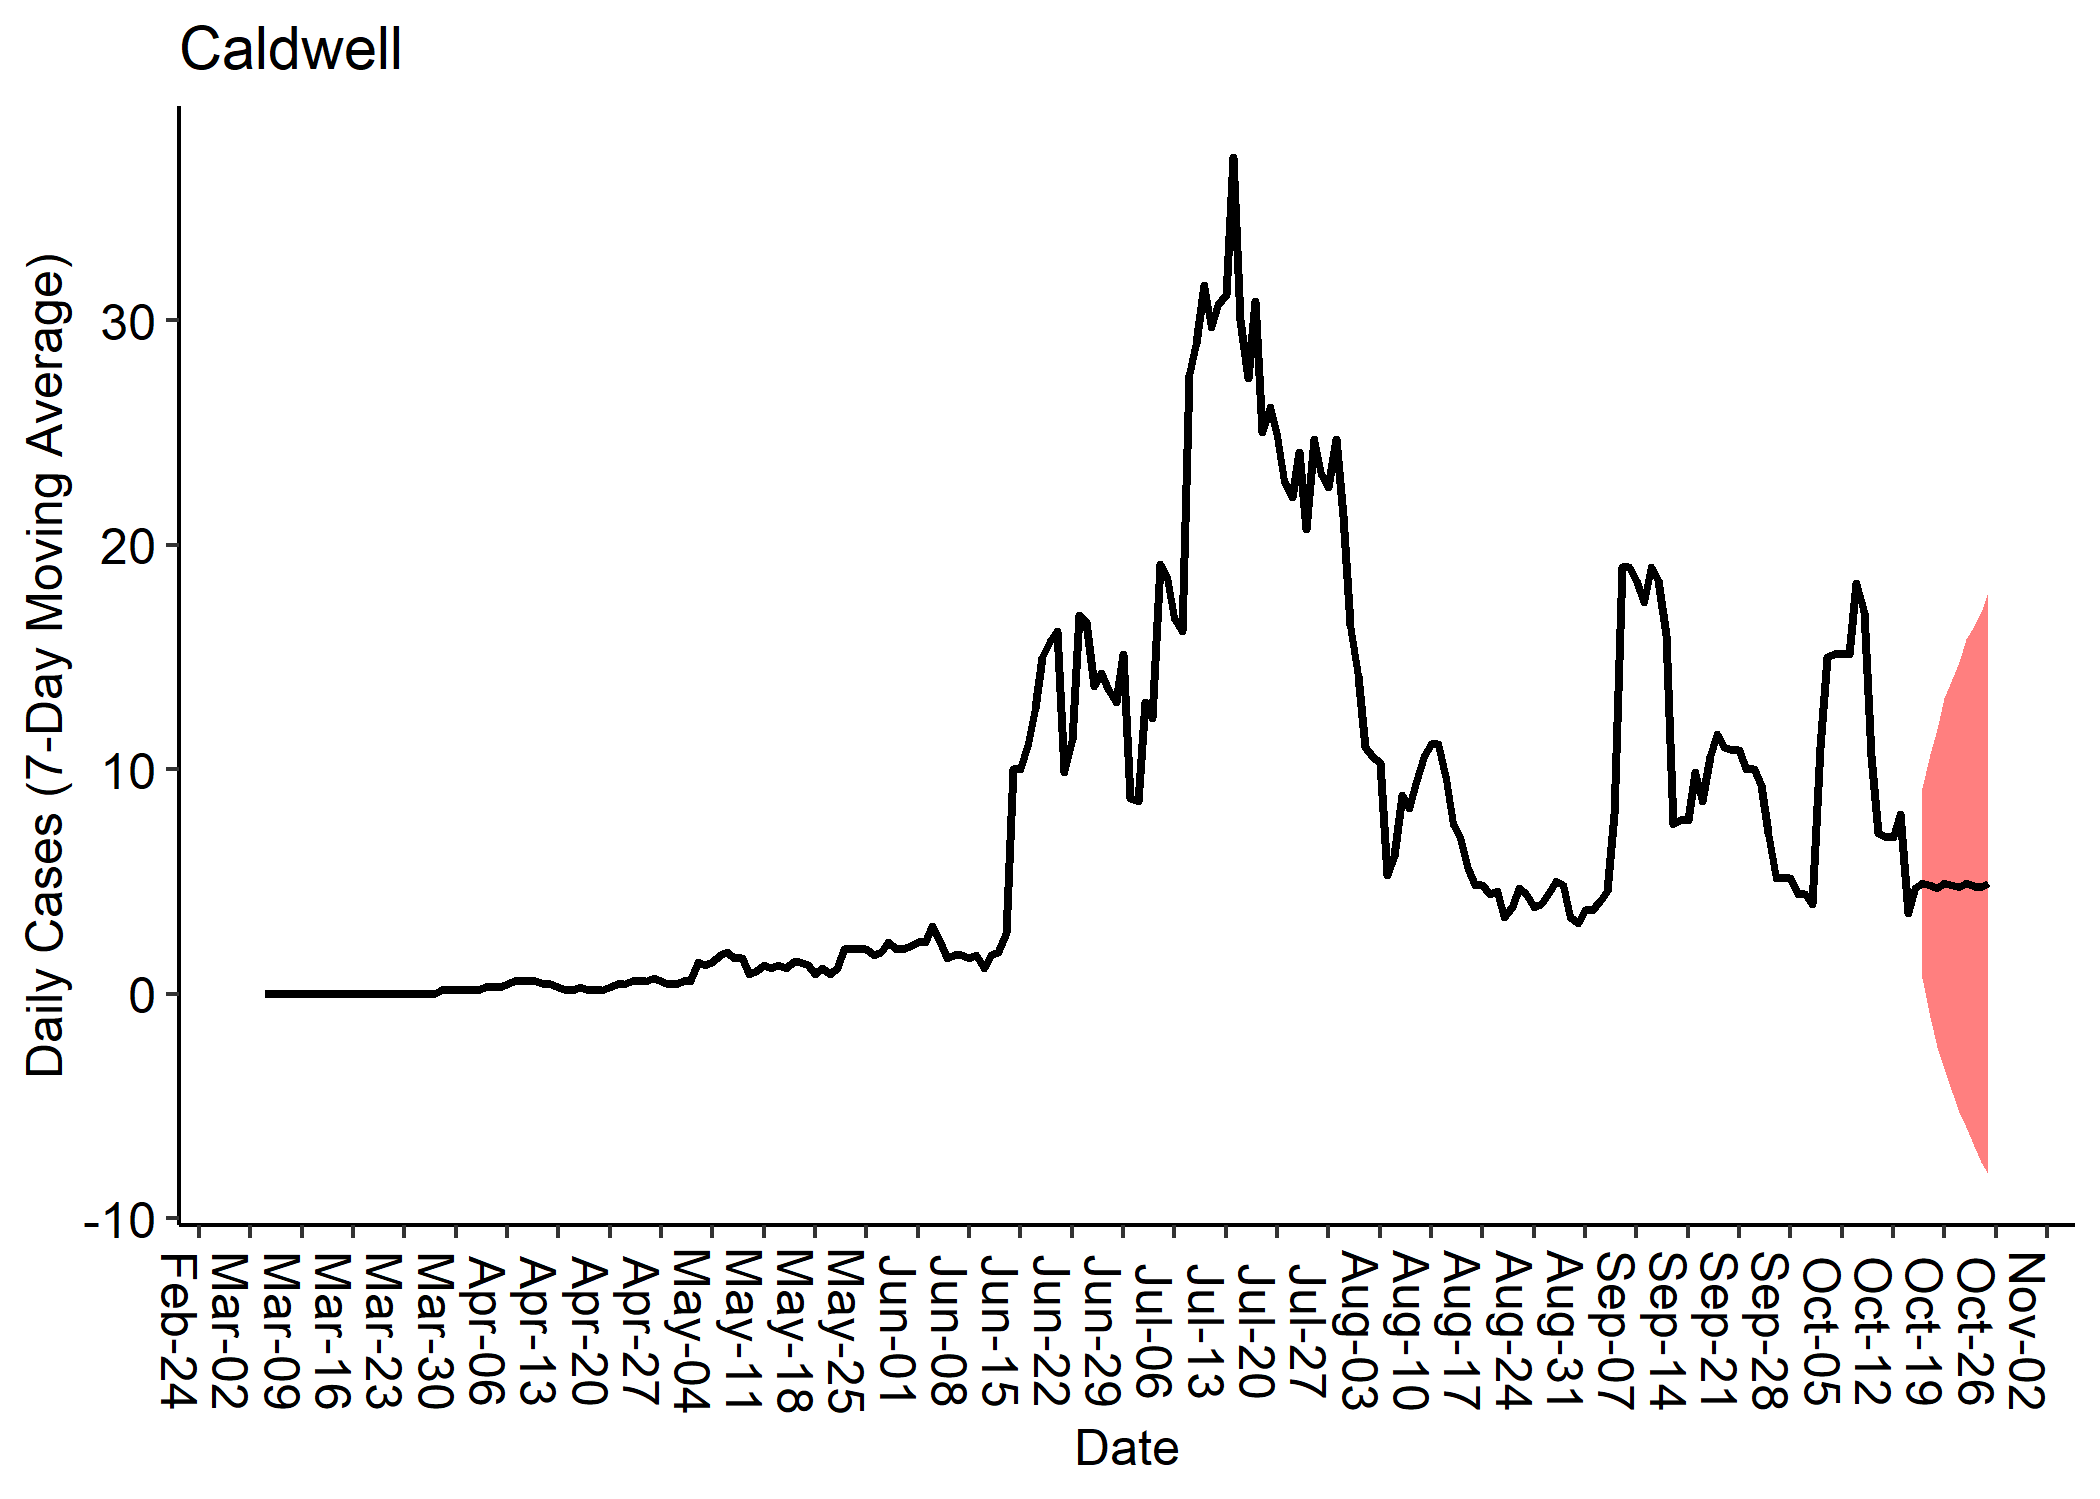 Caldwell
Daily Cases (7-Day Moving Average)
30
20
10
0
-10
Feb-24
Mar-02
Mar-09
Mar-16
Mar-23
Mar-30
Apr-06
Apr-13
Apr-20
Apr-27
May-04
May-11
May-18
May-25
Jun-01
Jun-08
Jun-15
Jun-22
Jun-29
Jul-06
Jul-13
Jul-20
Jul-27
Aug-03
Aug-10
Aug-17
Aug-24
Aug-31
Sep-07
Sep-14
Sep-21
Sep-28
Oct-05
Oct-12
Oct-19
Oct-26
Nov-02
Date